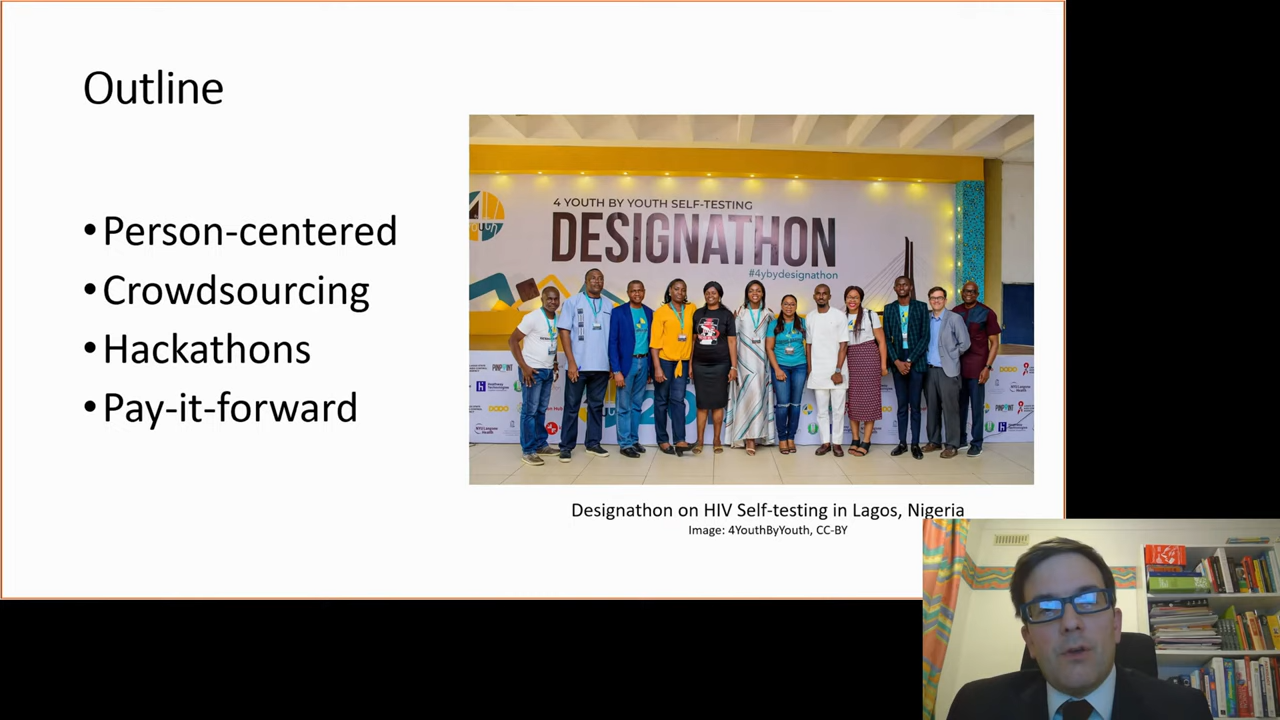 Outline
•Person-centered
•Crowdsourcing
•Hackathons
•Pay-it-forward
4 YOUTH BY YOUTH SELF-TESTING
DESIGNATHON
#4ybydesignathon
Designathon on HIV Self-testing in Lagos, Nigeria
Image: 4YouthByYouth, CC-BY